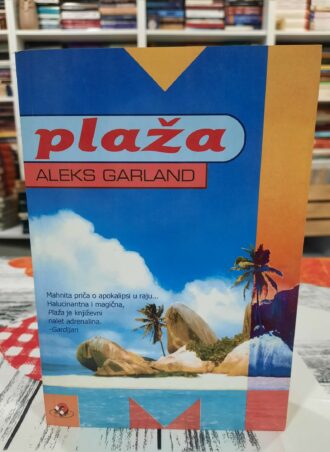 plaža
ALEKS GARLAND
Mahnita priča o apokalipsi u raju...
Halucinantna i magična,
Plaža je književni
nalet adrenalina.
-Gardijan